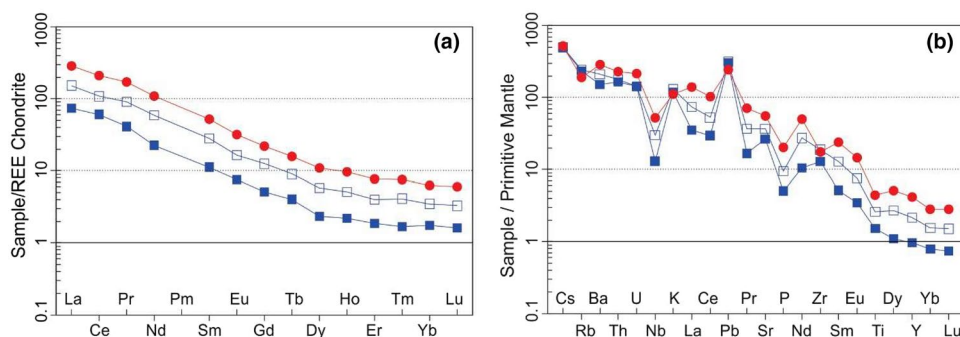 (a)
Sample/REE Chondrite
1000
100
10
1
0.1
La Pr Pm Eu Tb Ho Tm Lu
Ce Nd Sm Gd Dy Er Yb
(b)
Sample / Primitive Mantle
1000
100
10
1
0.1
Cs Ba U K Ce Pr P Zr Eu Dy Yb
Rb Th Nb La Pb Sr Nd Sm Ti Y Lu